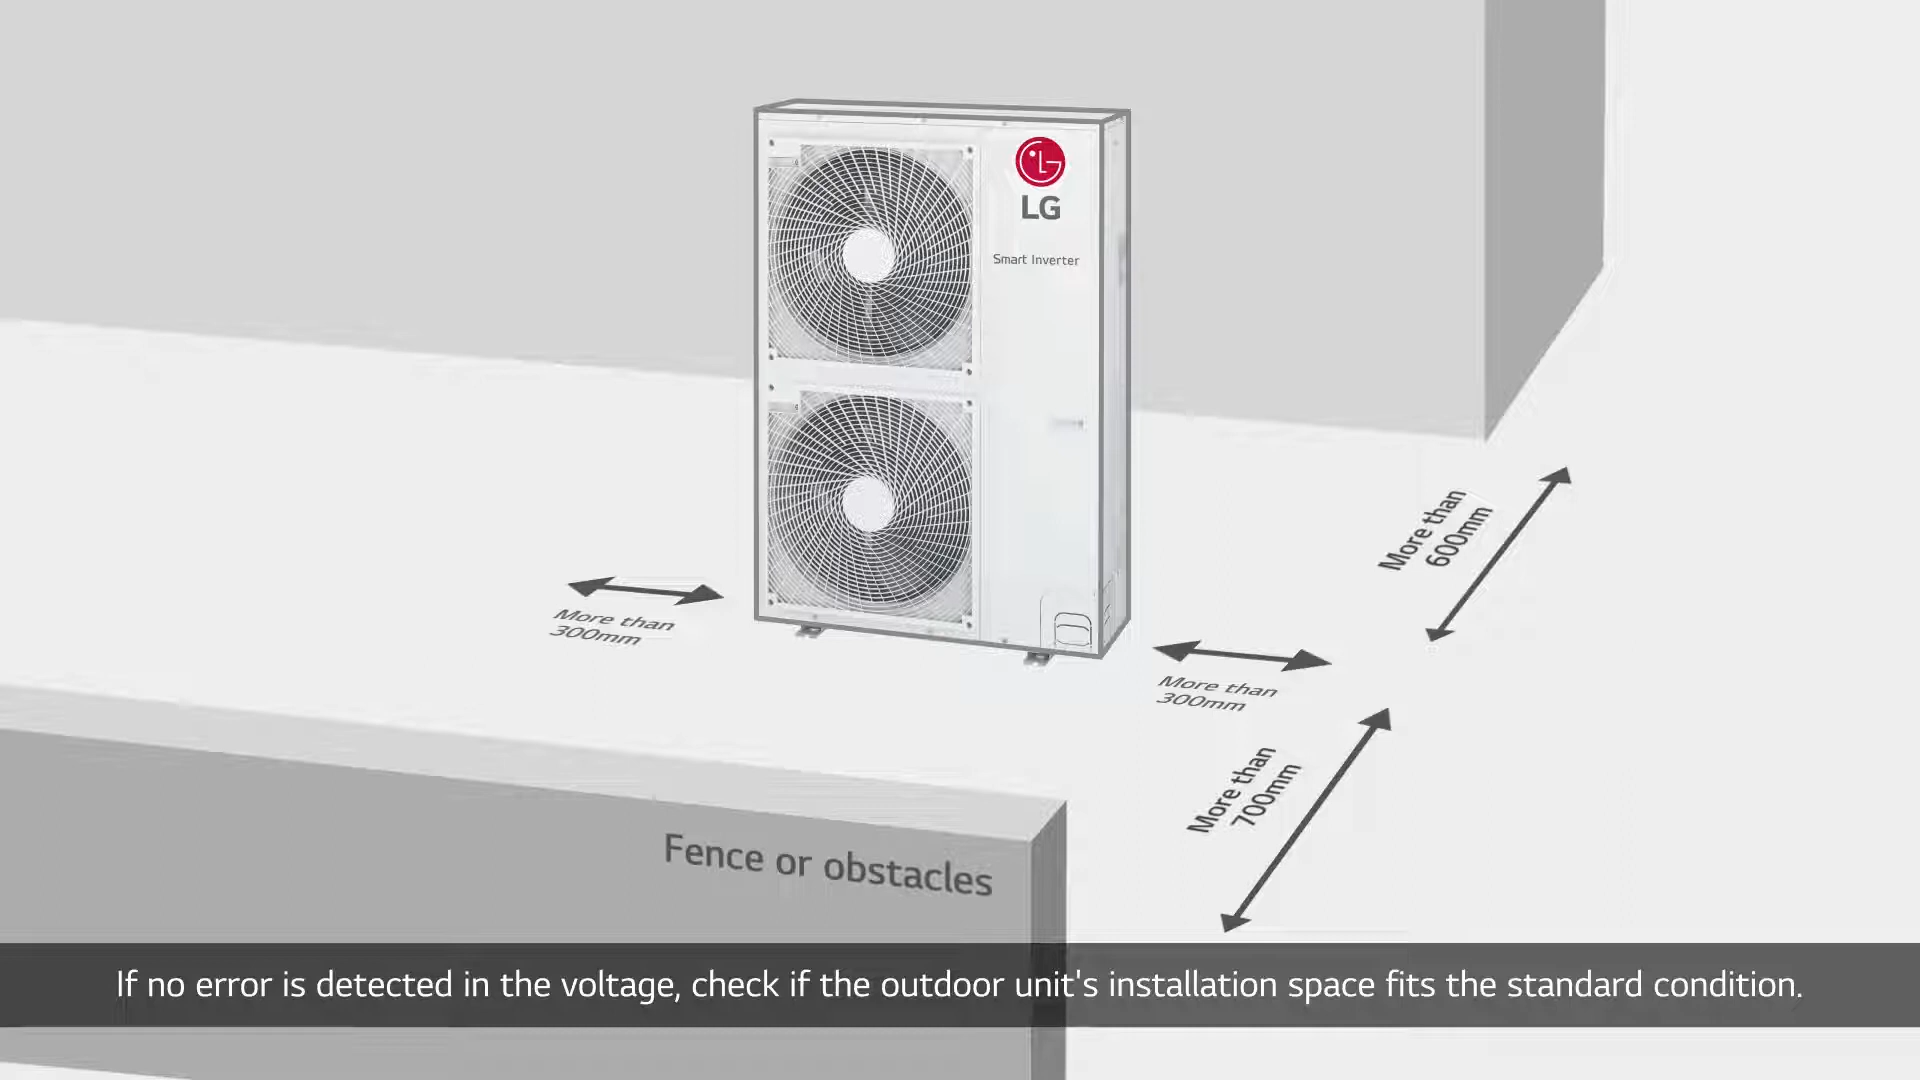 LG
Smart Inverter
More than
600mm
More than
300mm
More than
300mm
More than
700mm
Fence or obstacles
If no error is detected in the voltage, check if the outdoor unit's installation space fits the standard condition.